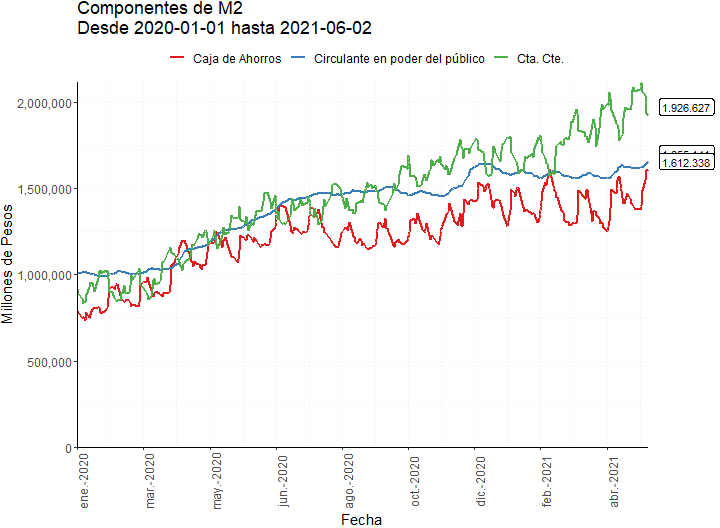 Componentes de M2
Desde 2020-01-01 hasta 2021-06-02
Caja de Ahorros
Circulante en poder del público
Cta. Cte.
Millones de Pesos
2,000,000
1,500,000
1,000,000
500,000
0
1.926.627
1.612.338
ene.-2020
mar.-2020
may.-2020
jun.-2020
ago.-2020
oct.-2020
dic.-2020
feb.-2021
abr.-2021
Fecha